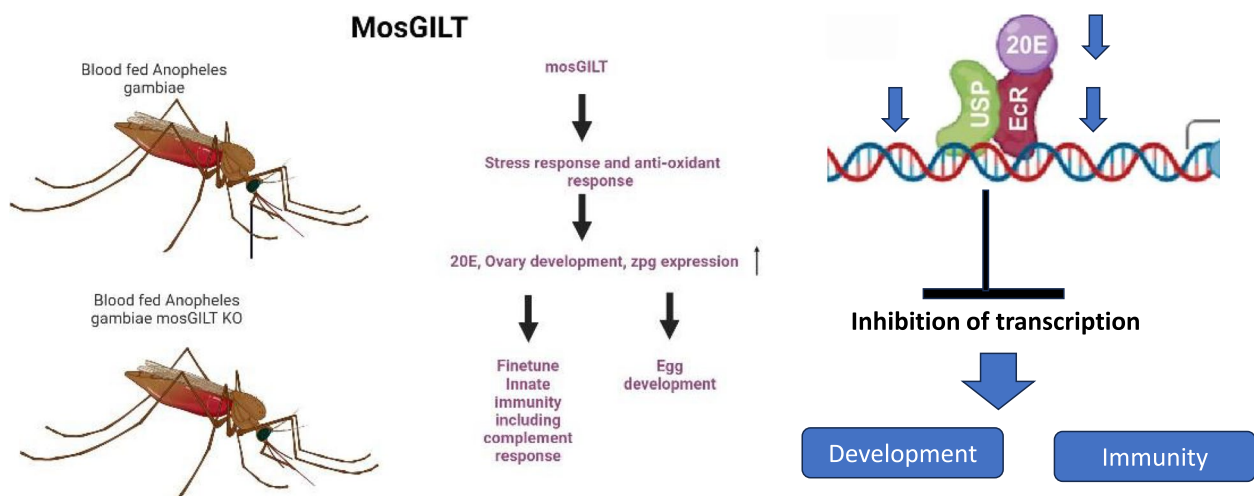 MosGILT
Blood fed Anopheles
gambiae
Blood fed Anopheles
gambiae mosGILT KO
mosGILT
Stress response and anti-oxidant
response
20E, Ovary development, zpg expression
Finetune
Innate
immunity
including
complement
response
Egg
development
20E
USP
EcR
Inhibition of transcription
Development
Immunity